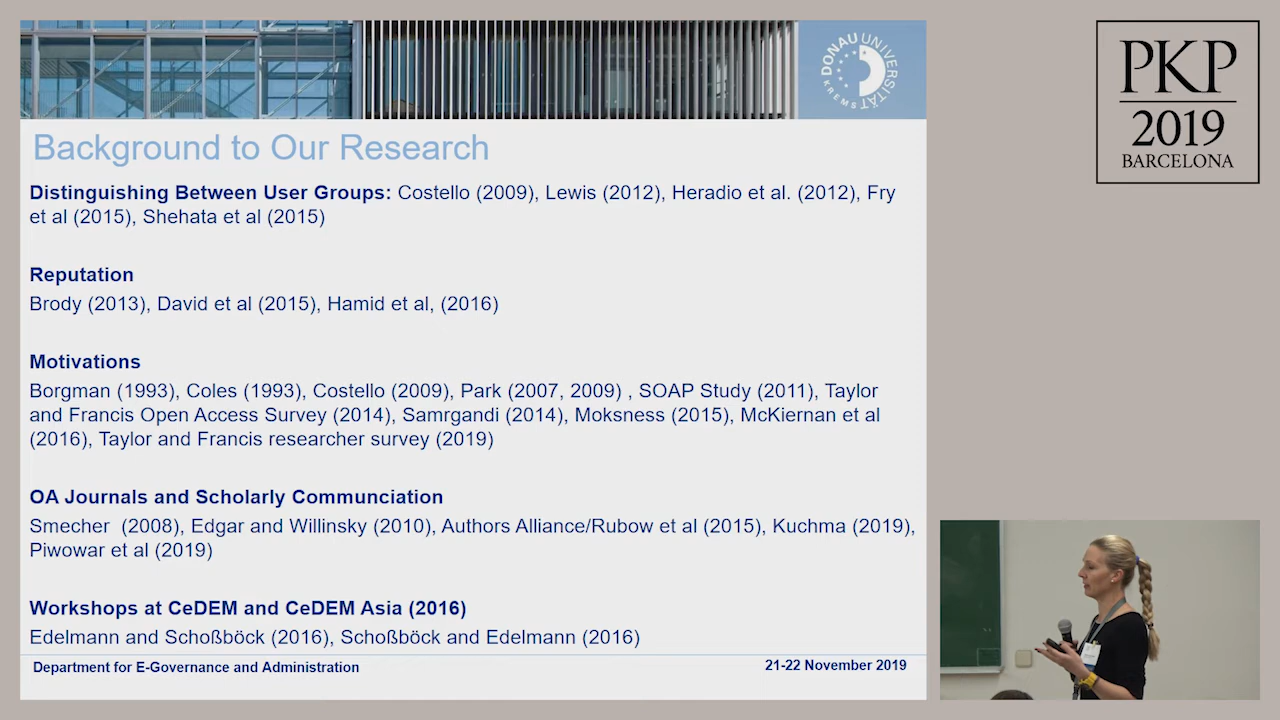 DONAU UNIVERSITÄT
KREMS
PKP
2019
BARCELONA
Background to Our Research
Distinguishing Between User Groups: Costello (2009), Lewis (2012), Heradio et al. (2012), Fry
et al (2015), Shehata et al (2015)
Reputation
Brody (2013), David et al (2015), Hamid et al, (2016)
Motivations
Borgman (1993), Coles (1993), Costello (2009), Park (2007, 2009) , SOAP Study (2011), Taylor
and Francis Open Access Survey (2014), Samrgandi (2014), Moksness (2015), McKiernan et al
(2016), Taylor and Francis researcher survey (2019)
OA Journals and Scholarly Communciation
Smecher (2008), Edgar and Willinsky (2010), Authors Alliance/Rubow et al (2015), Kuchma (2019),
Piwowar et al (2019)
Workshops at CeDEM and CeDEM Asia (2016)
Edelmann and Schoßböck (2016), Schoßböck and Edelmann (2016)
Department for E-Governance and Administration
21-22 November 2019